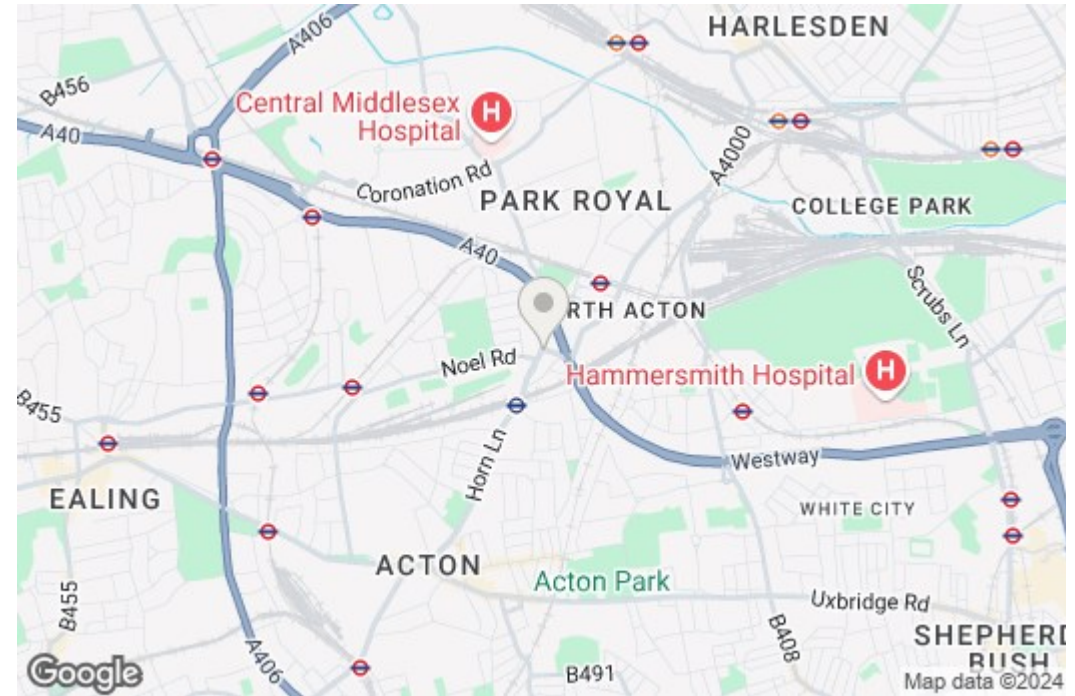 A406
HARLESDEN
B456
Central Middlesex
Hospital
H
A40
A4000
Coronation Rd
PARK ROYAL
COLLEGE PARK
A40
Scrubs Ln
RTH ACTON
Noel Rd
Hammersmith Hospital
H
B455
Horn Ln
Westway
EALING
WHITE CITY
ACTON
Acton Park
B455
Uxbridge Rd
B408
A406
SHEPHERD
BUSH
B491
Google
Map data ©2024